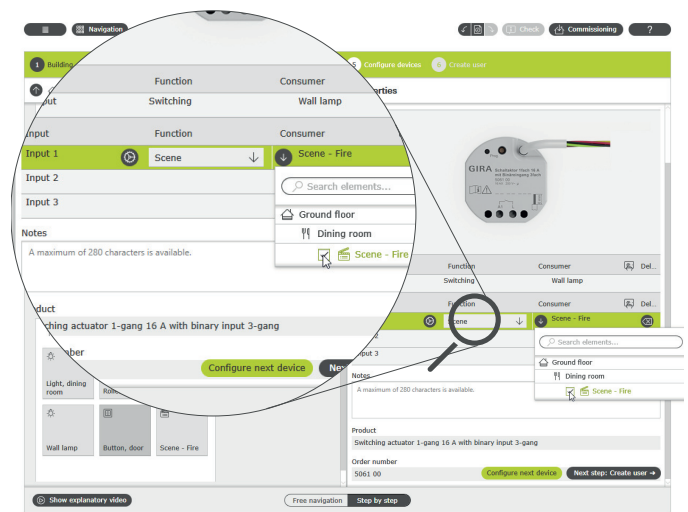 Navigation
Check
Commissioning
?
1 Building
5 Configure devices
6 Create user
Function Consumer
Switching Wall lamp
Input Function Consumer
Input 1 Scene Scene - Fire
Input 2
Input 3
Search elements...
Ground floor
Dining room
Scene - Fire
Notes
A maximum of 280 characters is available.
ching actuator 1-gang 16 A with binary input 3-gang
Configure next device
Light, dining
room
Wall lamp
Button, door
Scene - Fire
GIRA
Function Consumer Del...
Switching Wall lamp
Function Consumer Del...
Scene Scene - Fire
Search elements...
Ground floor
Dining room
Scene - Fire
Notes
A maximum of 280 characters is available.
Product
Switching actuator 1-gang 16 A with binary input 3-gang
Order number
5061 00
Configure next device
Next step: Create user →
Show explanatory video
Free navigation
Step by step